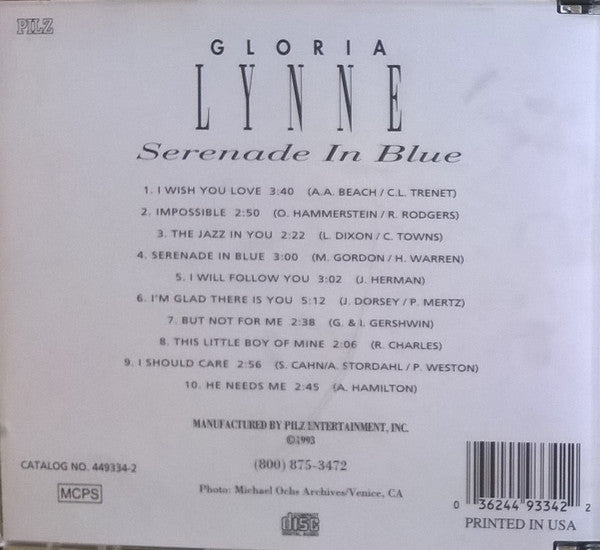 PILZ
GLORIA
LYNNE
Serenade In Blue
1. I WISH YOU LOVE 3:40 (A.A. BEACH / C.L. TRENET)
2. IMPOSSIBLE 2:50 (O. HAMMERSTEIN / R. RODGERS)
3. THE JAZZ IN YOU 2:22 (L. DIXON / C. TOWNS)
4. SERENADE IN BLUE 3:00 (M. GORDON / H. WARREN)
5. I WILL FOLLOW YOU 3:02 (J. HERMAN)
6. I'M GLAD THERE IS YOU 5:12 (J. DORSEY / P. MERTZ)
7. BUT NOT FOR ME 2:38 (G. & I. GERSHWIN)
8. THIS LITTLE BOY OF MINE 2:06 (R. CHARLES)
9. I SHOULD CARE 2:56 (S. CAHN/A. STORDAHL / P. WESTON)
10. HE NEEDS ME 2:45 (A. HAMILTON)
MANUFACTURED BY PILZ ENTERTAINMENT, INC.
©1993
CATALOG NO. 449334-2
(800) 875-3472
MCPS
Photo: Michael Ochs Archives/Venice, CA
COMPACT
disc
DIGITAL AUDIO
0 36244 93342 2
PRINTED IN USA